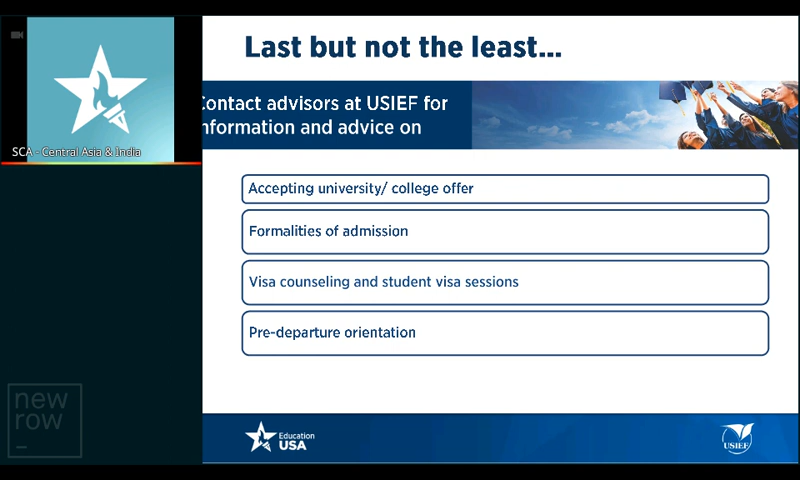 Last but not the least...
Contact advisors at USIEF for
nformation and advice on
SCA - Central Asia & India
Accepting university/ college offer
Formalities of admission
Visa counseling and student visa sessions
Pre-departure orientation
new
row
Education
USA
USIEF